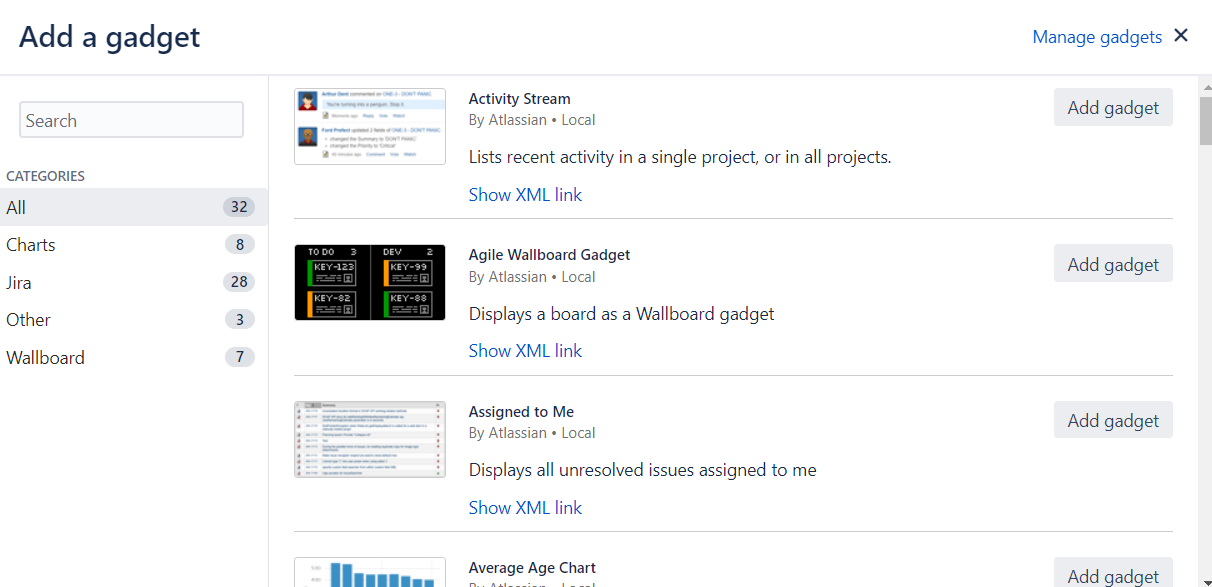 Add a gadget
Manage gadgets
Search
CATEGORIES
All 32
Charts 8
Jira 28
Other 3
Wallboard 7
Arthur Dent commented on ONE-3 - DON'T PANIC
You're turning into a penguin. Stop it.
Moments ago Reply Vote Watch
Ford Prefect updated 2 fields of ONE-3 - DON'T PANIC
changed the Summary to 'DON'T PANIC'
changed the Priority to 'Critical'
Comment Vote Watch
Activity Stream
By Atlassian • Local
Lists recent activity in a single project, or in all projects.
Show XML link
Add gadget
TO DO 3 DEV 2
KEY-123 KEY-99
KEY-82 KEY-88
Agile Wallboard Gadget
By Atlassian • Local
Displays a board as a Wallboard gadget
Show XML link
Add gadget
Assigned to Me
By Atlassian • Local
Displays all unresolved issues assigned to me
Show XML link
Add gadget
Average Age Chart
By Atlassian • Local
Add gadget